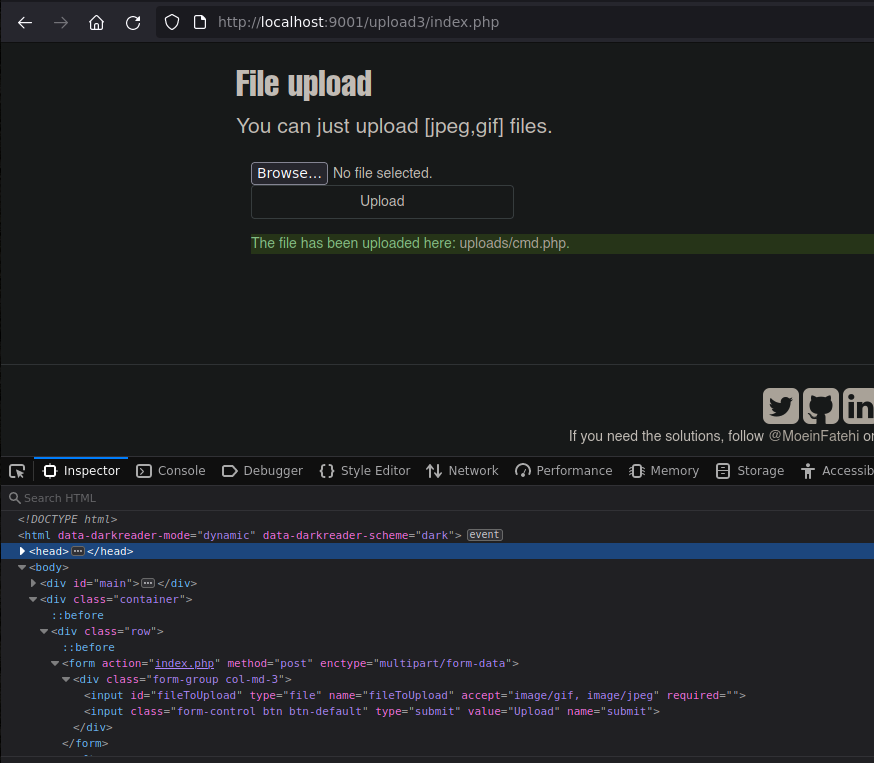 http://localhost:9001/upload3/index.php
File upload
You can just upload [jpeg,gif] files.
Browse... No file selected.
Upload
The file has been uploaded here: uploads/cmd.php.
in
If you need the solutions, follow @MoeinFatehi or
Inspector Console Debugger {} Style Editor Network Performance Memory Storage Accessib
Search HTML
<!DOCTYPE html>
<html data-darkreader-mode="dynamic" data-darkreader-scheme="dark"> event
<head>⋯</head>
<body>
<div id="main">⋯</div>
<div class="container">
::before
<div class="row">
::before
<form action="index.php" method="post" enctype="multipart/form-data">
<div class="form-group col-md-3">
<input id="fileToUpload" type="file" name="fileToUpload" accept="image/gif, image/jpeg" required="">
<input class="form-control btn btn-default" type="submit" value="Upload" name="submit">
</div>
</form>